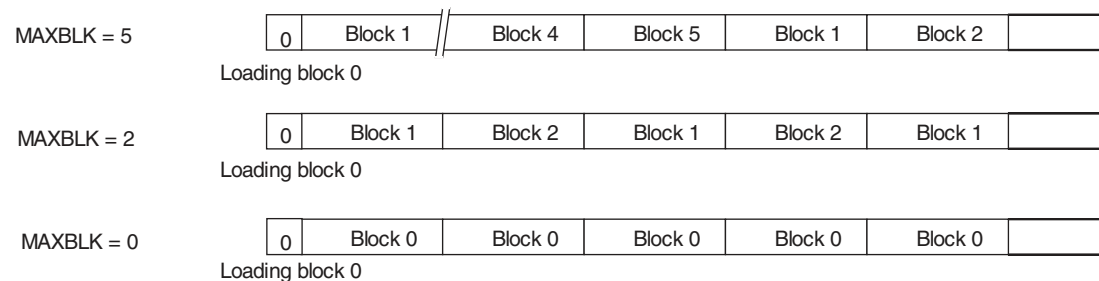 MAXBLK = 5 0 Block 1 Block 4 Block 5 Block 1 Block 2
Loading block 0
MAXBLK = 2 0 Block 1 Block 2 Block 1 Block 2 Block 1
Loading block 0
MAXBLK = 0 0 Block 0 Block 0 Block 0 Block 0 Block 0
Loading block 0